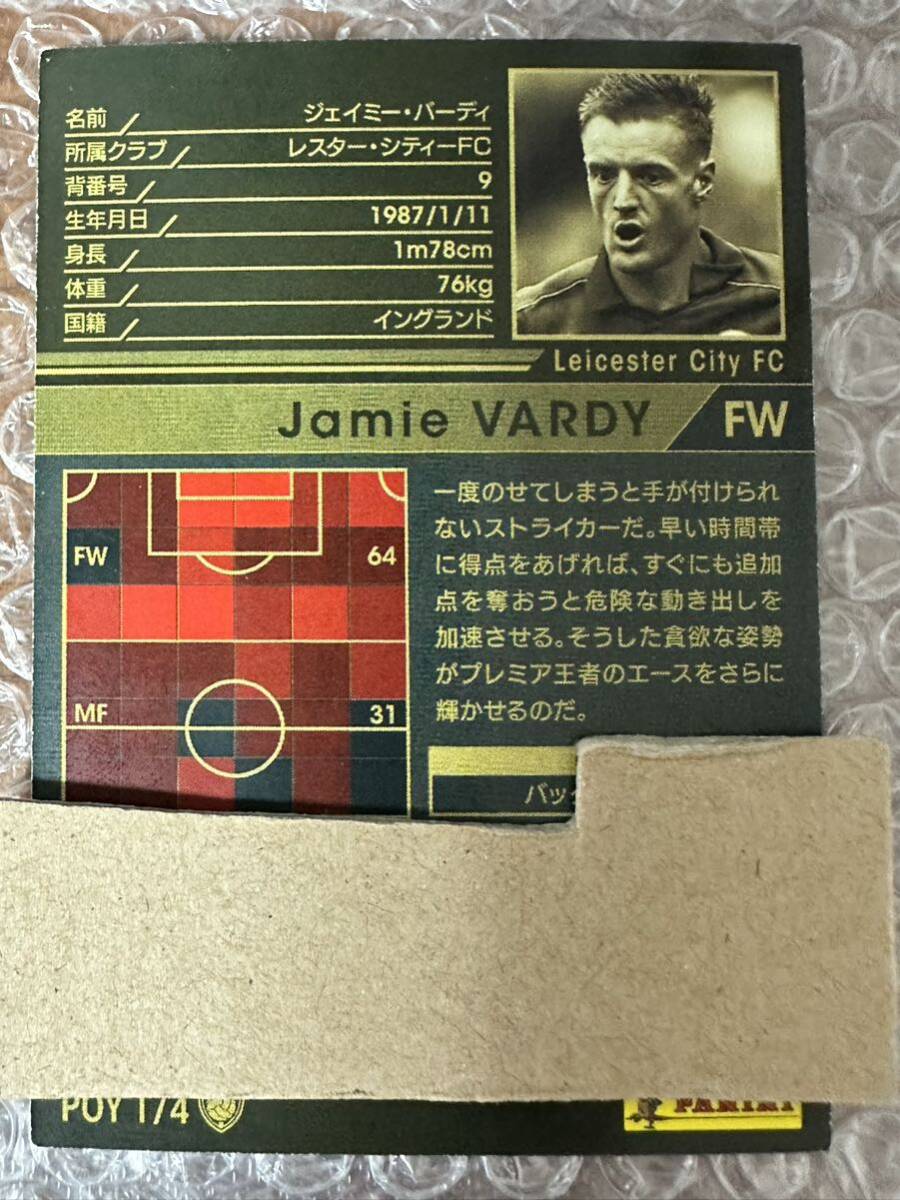 名前 ジェイミー・バーディ
所属クラブ レスター・シティーFC
背番号 9
生年月日 1987/1/11
身長 1m78cm
体重 76kg
国籍 イングランド
Leicester City FC
Jamie VARDY FW
FW 64
MF 31
一度のせてしまうと手が付けられ
ないストライカーだ。早い時間帯
に得点をあげれば、すぐにも追加
点を奪おうと危険な動き出しを
加速させる。そうした貪欲な姿勢
がプレミア王者のエースをさらに
輝かせるのだ。
バッ
POY 1/4
PANINI